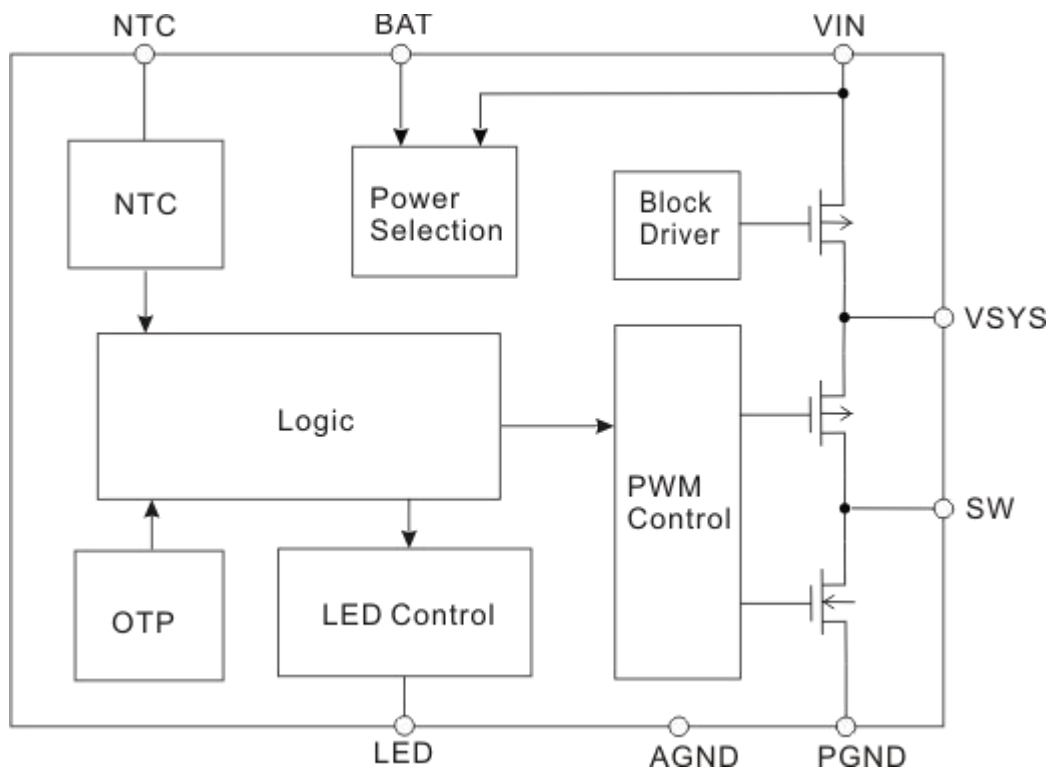 NTC
BAT
VIN
NTC
Power
Selection
Block
Driver
VSYS
Logic
PWM
Control
SW
OTP
LED Control
LED
AGND
PGND